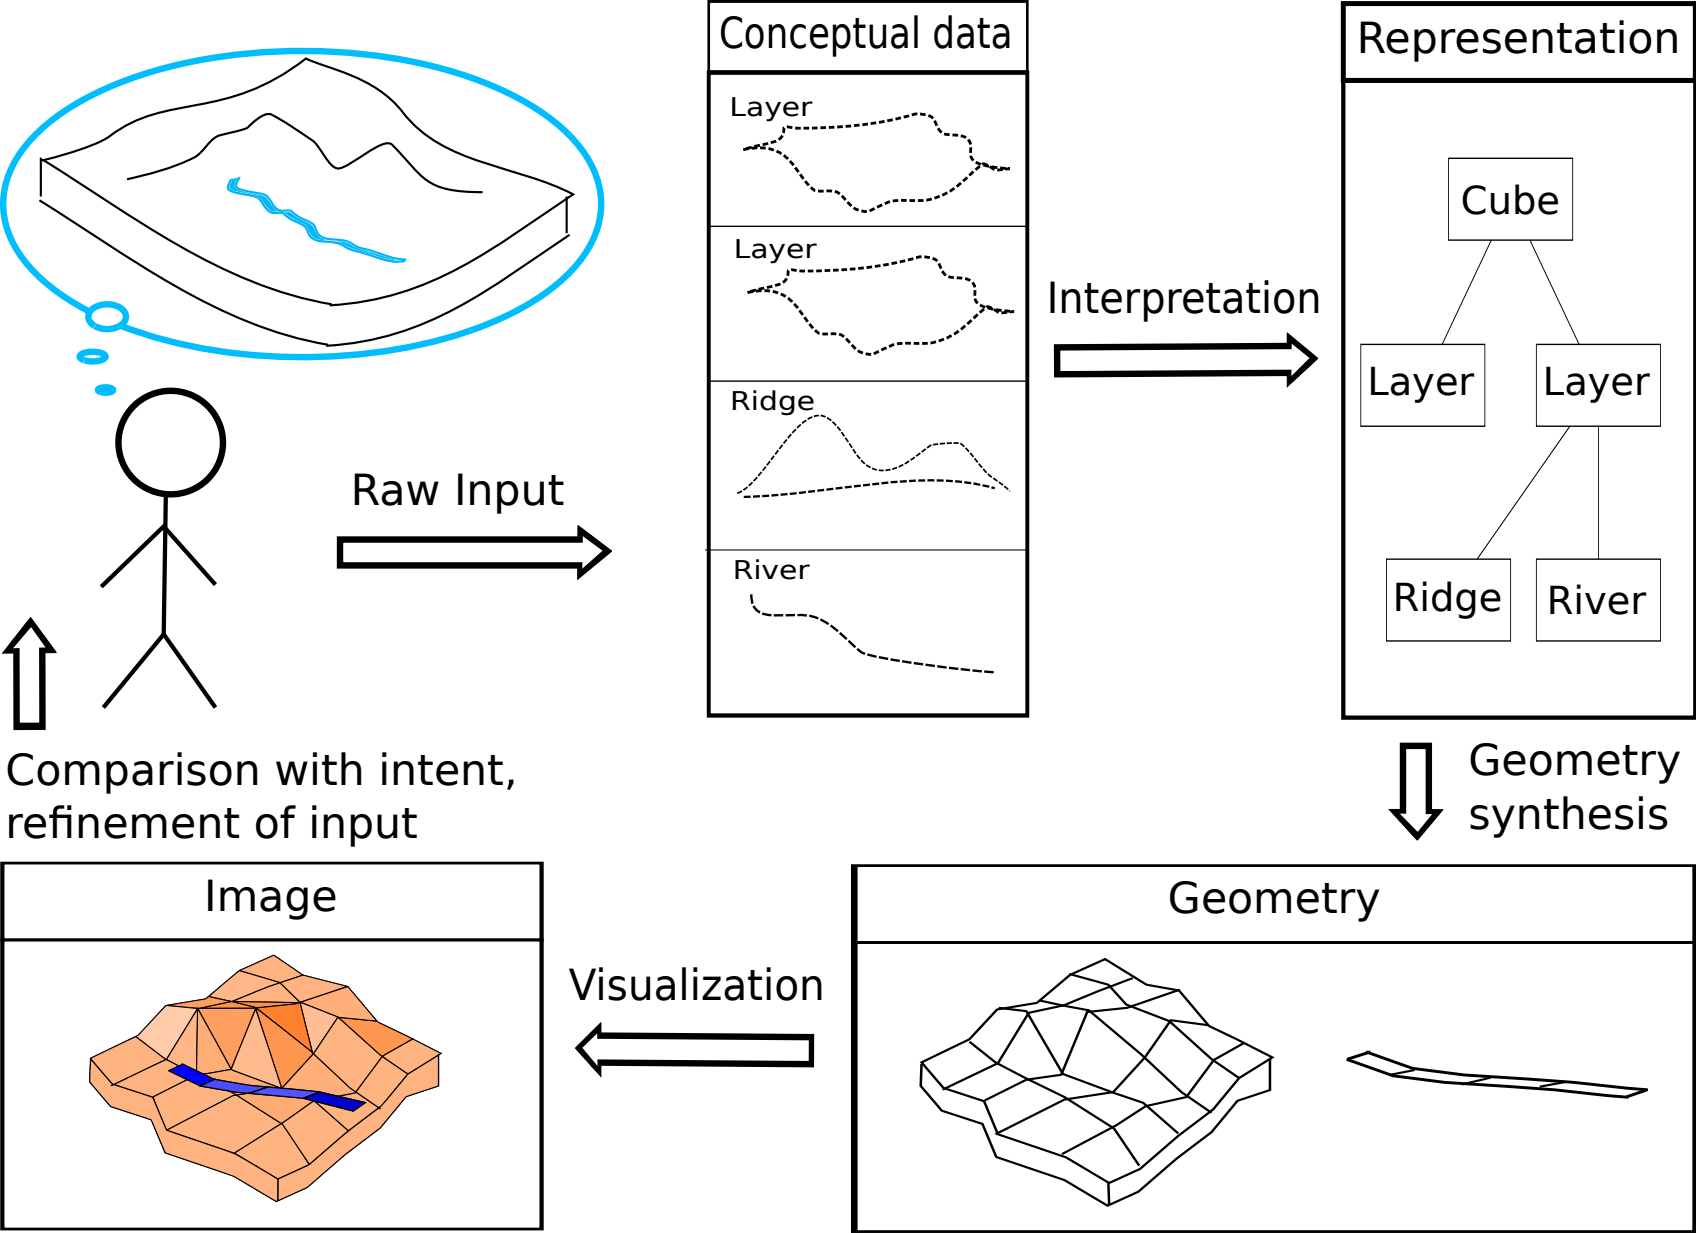 Conceptual data
Layer
Layer
Ridge
River
Raw Input
Interpretation
Representation
Cube
Layer
Layer
Ridge
River
Geometry
synthesis
Geometry
Visualization
Image
Comparison with intent,
refinement of input